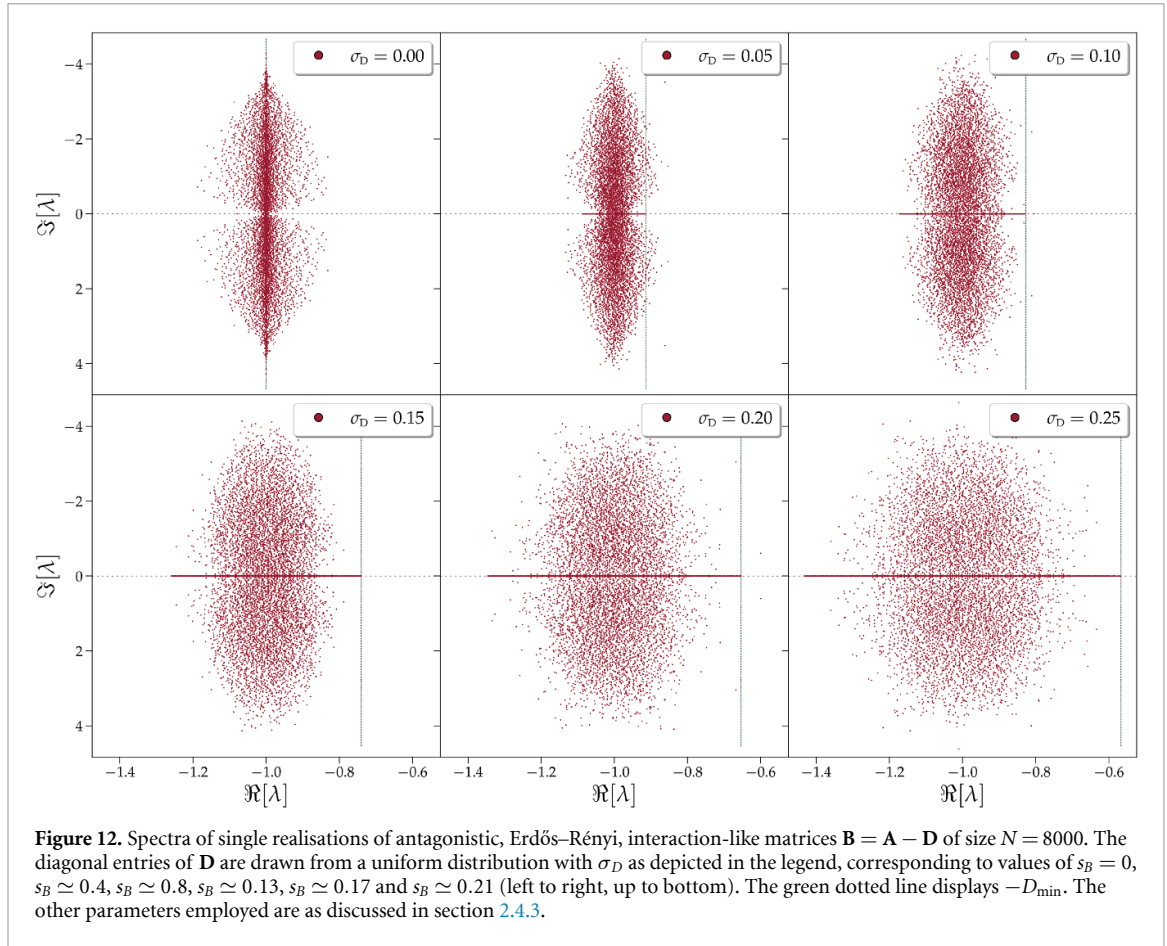 σD = 0.00
σD = 0.05
σD = 0.10
−4
−2
0
2
4
ℑ[λ]
σD = 0.15
σD = 0.20
σD = 0.25
−4
−2
0
2
4
ℑ[λ]
−1.4 −1.2 −1.0 −0.8 −0.6
−1.4 −1.2 −1.0 −0.8 −0.6
−1.4 −1.2 −1.0 −0.8 −0.6
ℜ[λ]
ℜ[λ]
ℜ[λ]
Figure 12. Spectra of single realisations of antagonistic, Erdős–Rényi, interaction-like matrices B = A − D of size N = 8000. The
diagonal entries of D are drawn from a uniform distribution with σD as depicted in the legend, corresponding to values of sB = 0,
sB ≃ 0.4, sB ≃ 0.8, sB ≃ 0.13, sB ≃ 0.17 and sB ≃ 0.21 (left to right, up to bottom). The green dotted line displays −Dmin. The
other parameters employed are as discussed in section 2.4.3.